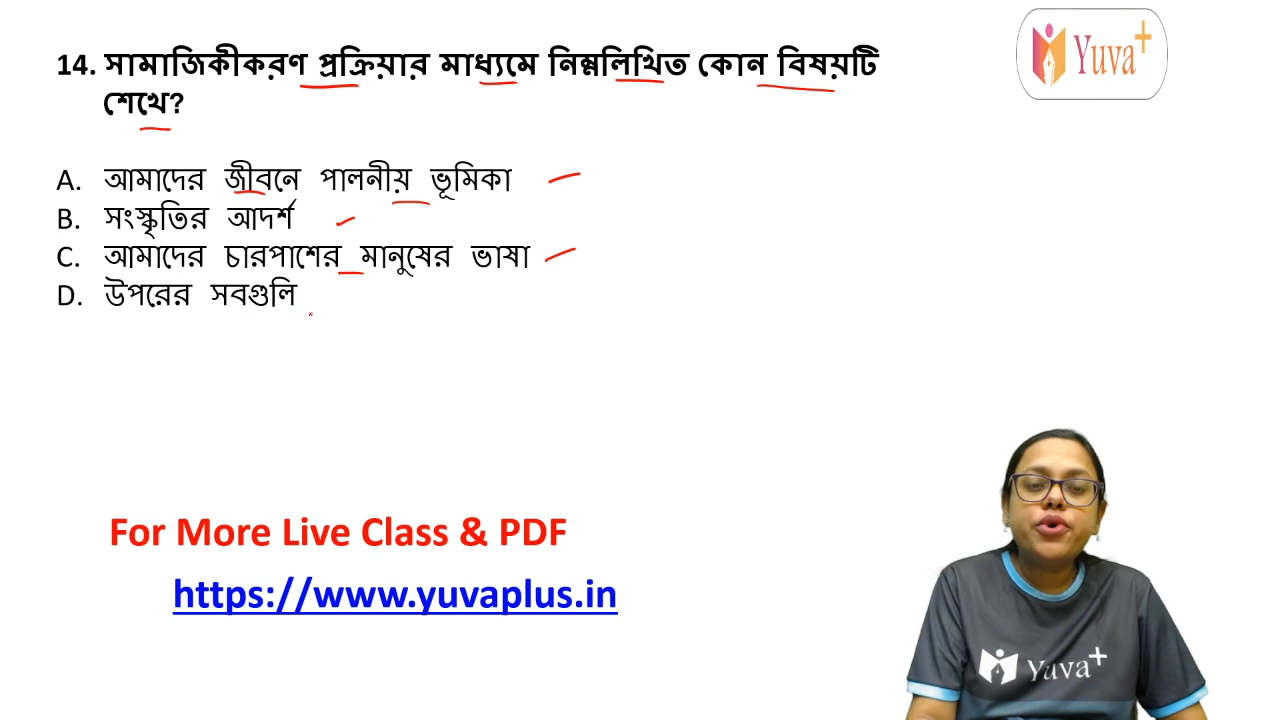 Yuva+
14. সামাজিকীকরণ প্রক্রিয়ার মাধ্যমে নিম্নলিখিত কোন বিষয়টি
শেখে?
A. আমাদের জীবনে পালনীয় ভূমিকা
B. সংস্কৃতির আদর্শ
C. আমাদের চারপাশের মানুষের ভাষা
D. উপরের সবগুলি
For More Live Class & PDF
https://www.yuvaplus.in
Yuva+